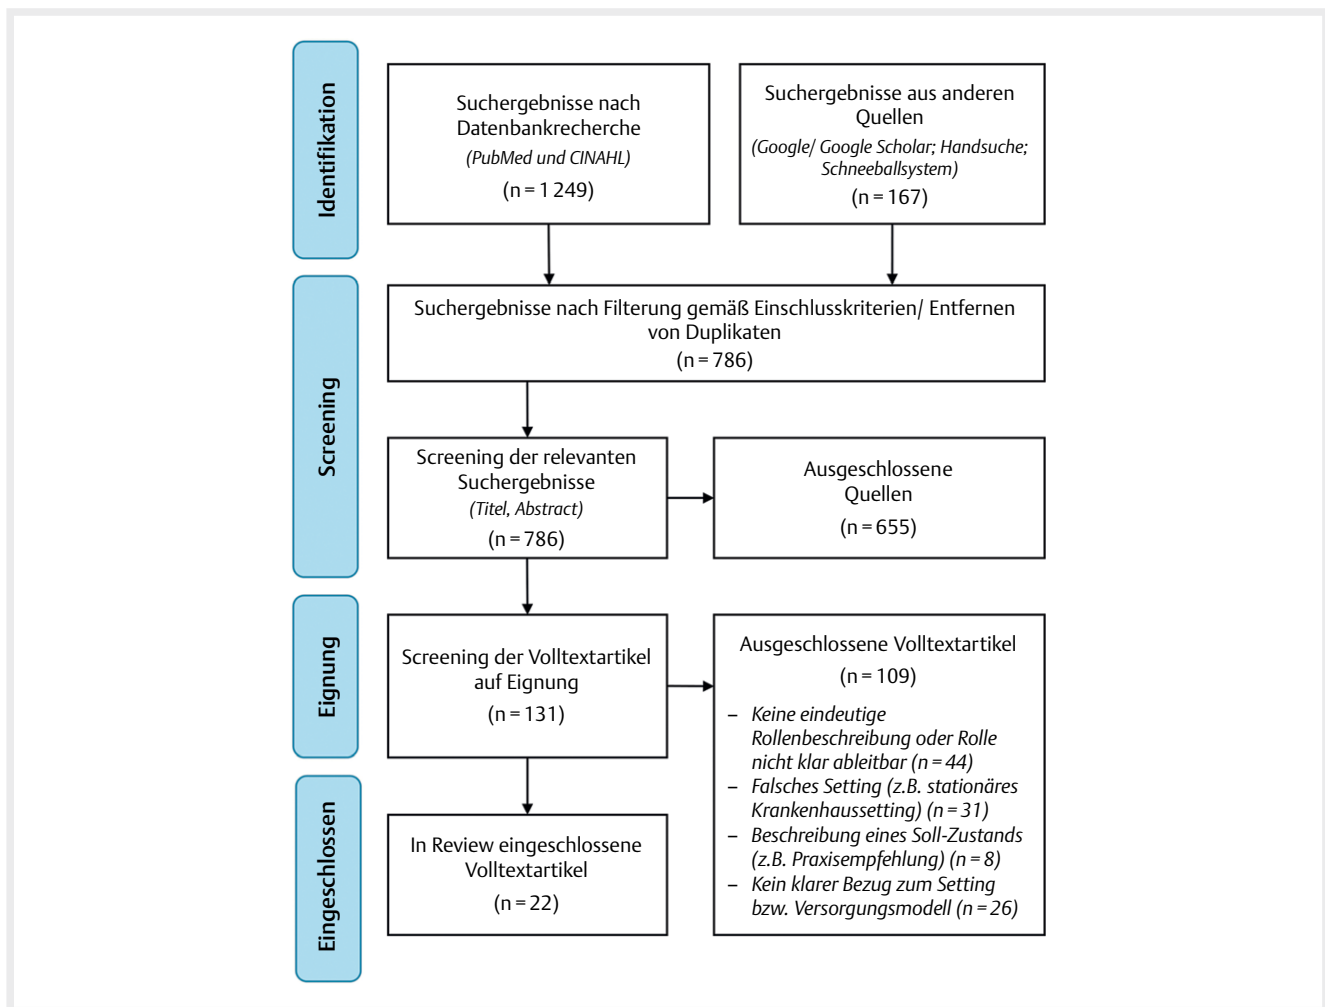 Identifikation
Suchergebnisse nach
Datenbankrecherche
(PubMed und CINAHL)
(n = 1 249)
Suchergebnisse aus anderen
Quellen
(Google/ Google Scholar; Handsuche;
Schneeballsystem)
(n = 167)
Screening
Suchergebnisse nach Filterung gemäß Einschlusskriterien/ Entfernen
von Duplikaten
(n = 786)
Screening der relevanten
Suchergebnisse
(Titel, Abstract)
(n = 786)
Ausgeschlossene
Quellen
(n = 655)
Eignung
Screening der Volltextartikel
auf Eignung
(n = 131)
Ausgeschlossene Volltextartikel
(n = 109)
– Keine eindeutige
Rollenbeschreibung oder Rolle
nicht klar ableitbar (n = 44)
– Falsches Setting (z.B. stationäres
Krankenhaussetting) (n = 31)
– Beschreibung eines Soll-Zustands
(z.B. Praxisempfehlung) (n = 8)
– Kein klarer Bezug zum Setting
bzw. Versorgungsmodell (n = 26)
Eingeschlossen
In Review eingeschlossene
Volltextartikel
(n = 22)